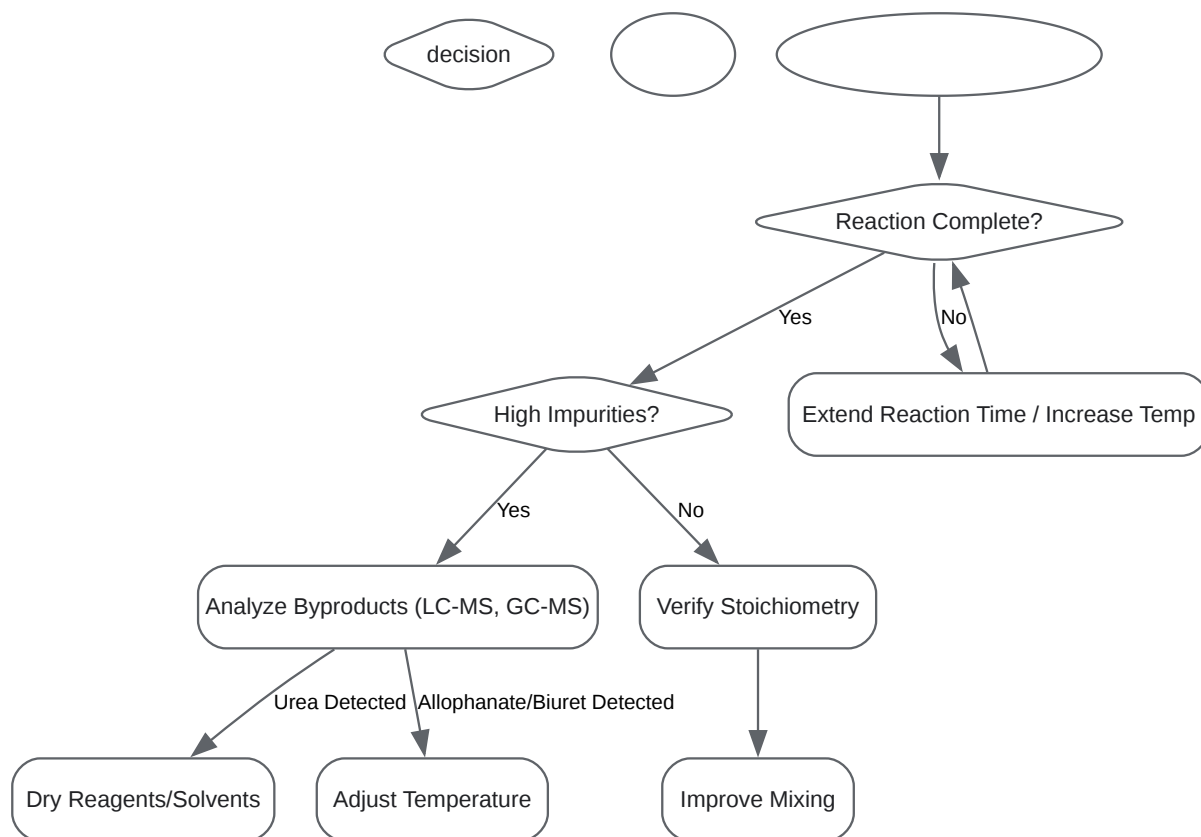 decision
Reaction Complete?
Yes
No
High Impurities?
Extend Reaction Time / Increase Temp
Yes
No
Analyze Byproducts (LC-MS, GC-MS)
Verify Stoichiometry
Urea Detected
Allophanate/Biuret Detected
Dry Reagents/Solvents
Adjust Temperature
Improve Mixing